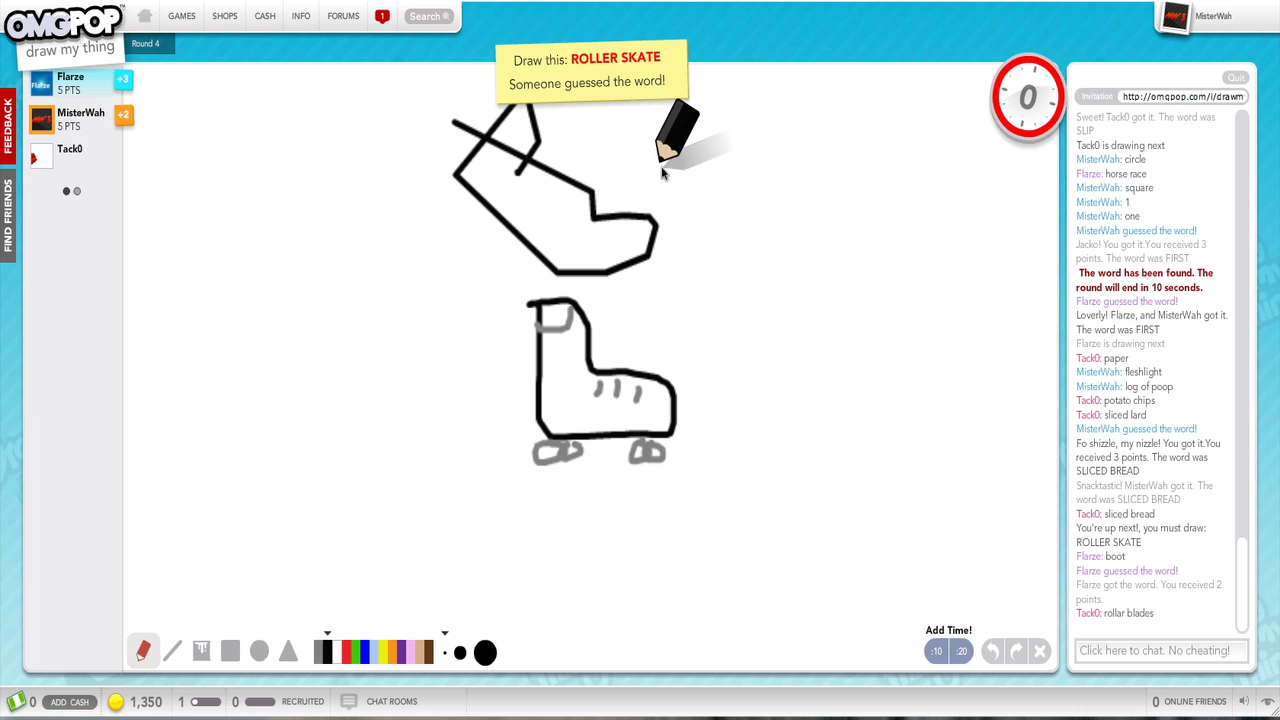 OMGPOP™
draw my thing
GAMES SHOPS CASH INFO FORUMS 1 Search
MisterWah
Round 4
FEEDBACK
FIND FRIENDS
Flarze
5 PTS
+3
MisterWah
5 PTS
+2
Tack0
Draw this: ROLLER SKATE
Someone guessed the word!
0
Quit
Invitation http://omgpop.com/i/drawm
Sweet! Tack0 got it. The word was
SLIP
Tack0 is drawing next
MisterWah: circle
Flarze: horse race
MisterWah: square
MisterWah: 1
MisterWah: one
MisterWah guessed the word!
Jacko! You got it.You received 3
points. The word was FIRST
The word has been found. The
round will end in 10 seconds.
Flarze guessed the word!
Loverly! Flarze, and MisterWah got it.
The word was FIRST
Flarze is drawing next
Tack0: paper
MisterWah: fleshlight
MisterWah: log of poop
Tack0: potato chips
Tack0: sliced lard
MisterWah guessed the word!
Fo shizzle, my nizzle! You got it.You
received 3 points. The word was
SLICED BREAD
Snacktastic! MisterWah got it. The
word was SLICED BREAD
Tack0: sliced bread
You're up next!, you must draw:
ROLLER SKATE
Flarze: boot
Flarze guessed the word!
Flarze got the word. You received 2
points.
Tack0: rollar blades
Click here to chat. No cheating!
Add Time!
:10 :20
0 ADD CASH 1,350 1 0 RECRUITED CHAT ROOMS 0 ONLINE FRIENDS